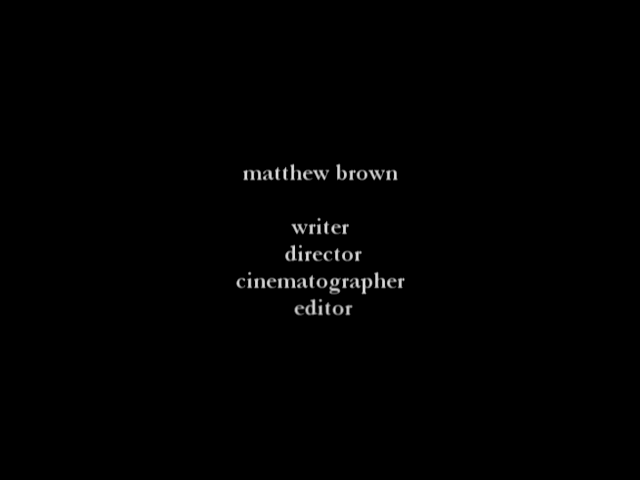 matthew brown
writer
director
cinematographer
editor